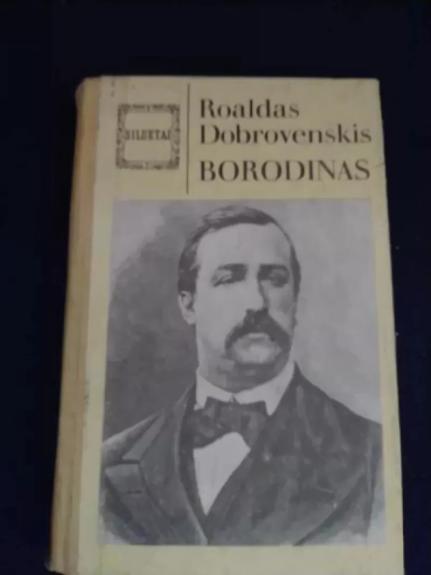 SILUETAI
Roaldas
Dobrovenskis
BORODINAS